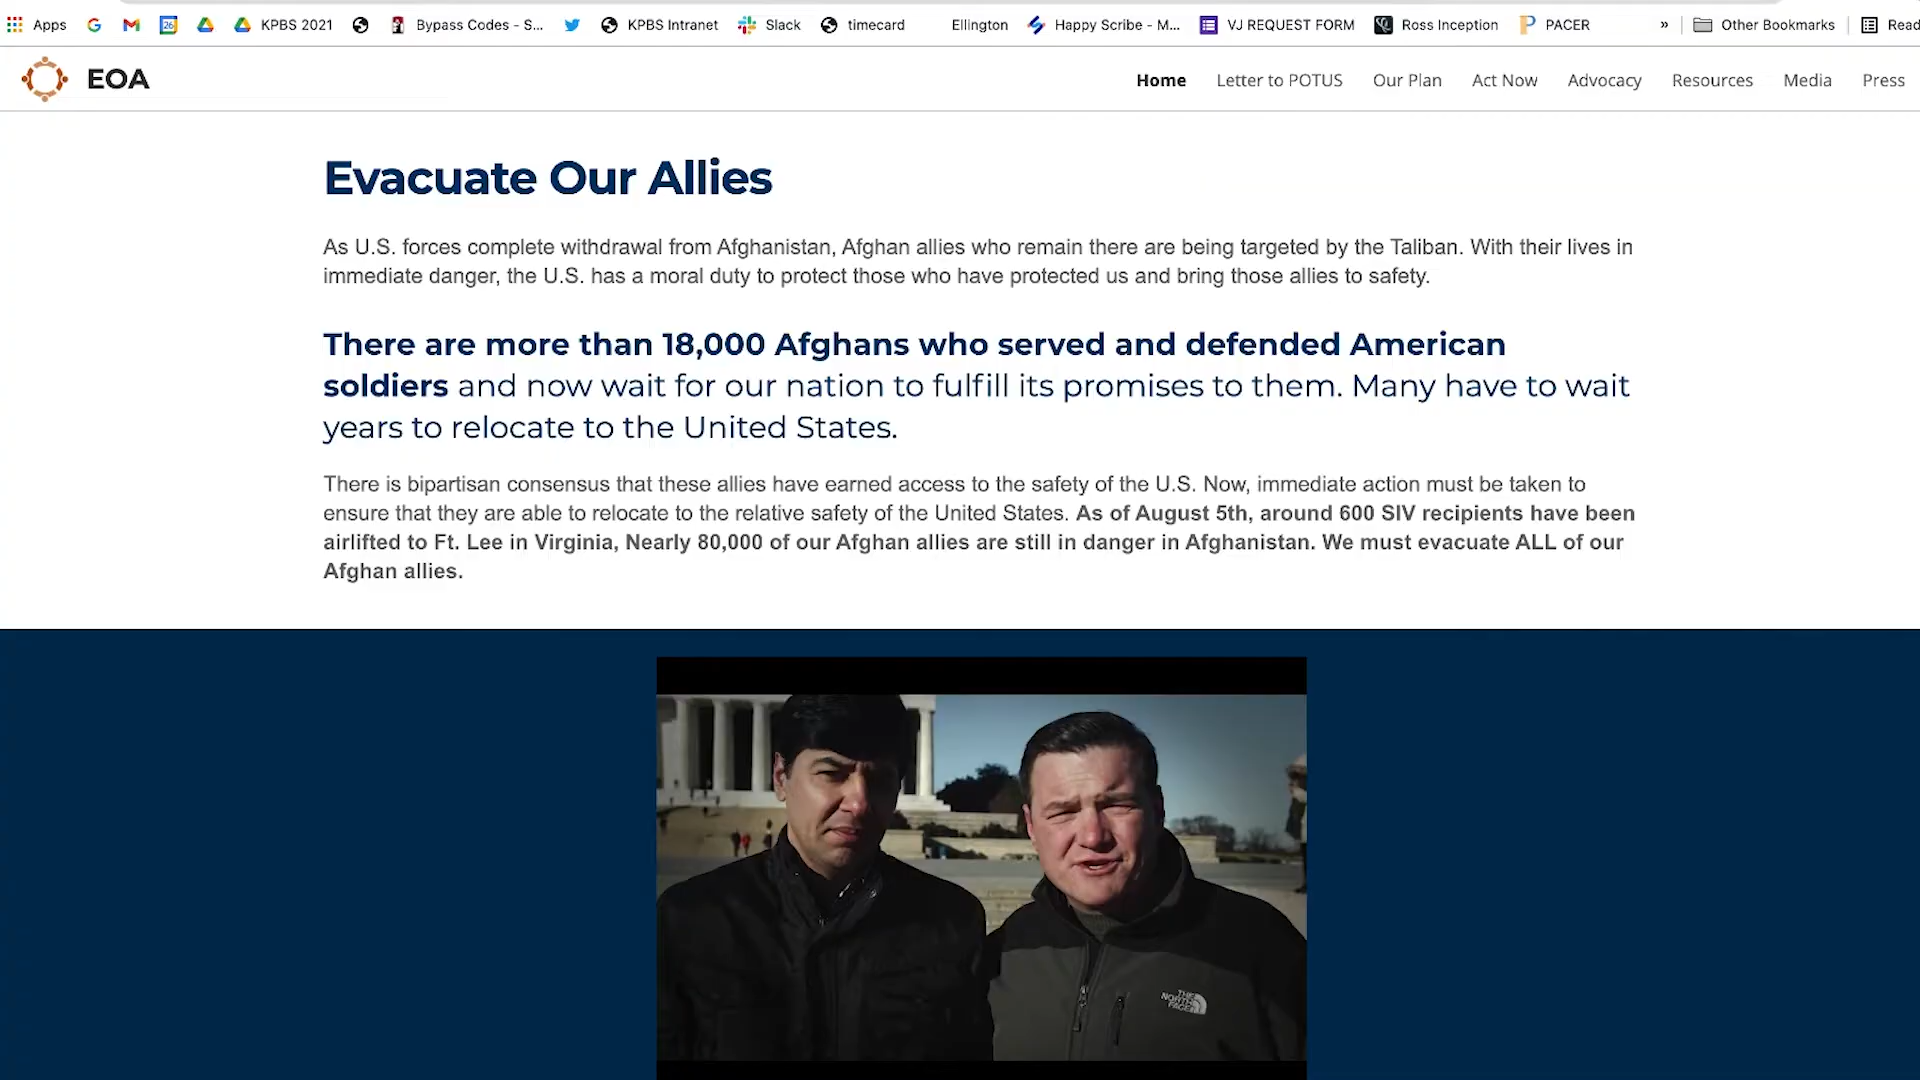 Apps KPBS 2021 Bypass Codes - S... KPBS Intranet Slack timecard Ellington Happy Scribe - M... VJ REQUEST FORM Ross Inception PACER » Other Bookmarks Read
EOA Home Letter to POTUS Our Plan Act Now Advocacy Resources Media Press
Evacuate Our Allies
As U.S. forces complete withdrawal from Afghanistan, Afghan allies who remain there are being targeted by the Taliban. With their lives in
immediate danger, the U.S. has a moral duty to protect those who have protected us and bring those allies to safety.
There are more than 18,000 Afghans who served and defended American
soldiers and now wait for our nation to fulfill its promises to them. Many have to wait
years to relocate to the United States.
There is bipartisan consensus that these allies have earned access to the safety of the U.S. Now, immediate action must be taken to
ensure that they are able to relocate to the relative safety of the United States. As of August 5th, around 600 SIV recipients have been
airlifted to Ft. Lee in Virginia, Nearly 80,000 of our Afghan allies are still in danger in Afghanistan. We must evacuate ALL of our
Afghan allies.
THE
NORTH
FACE